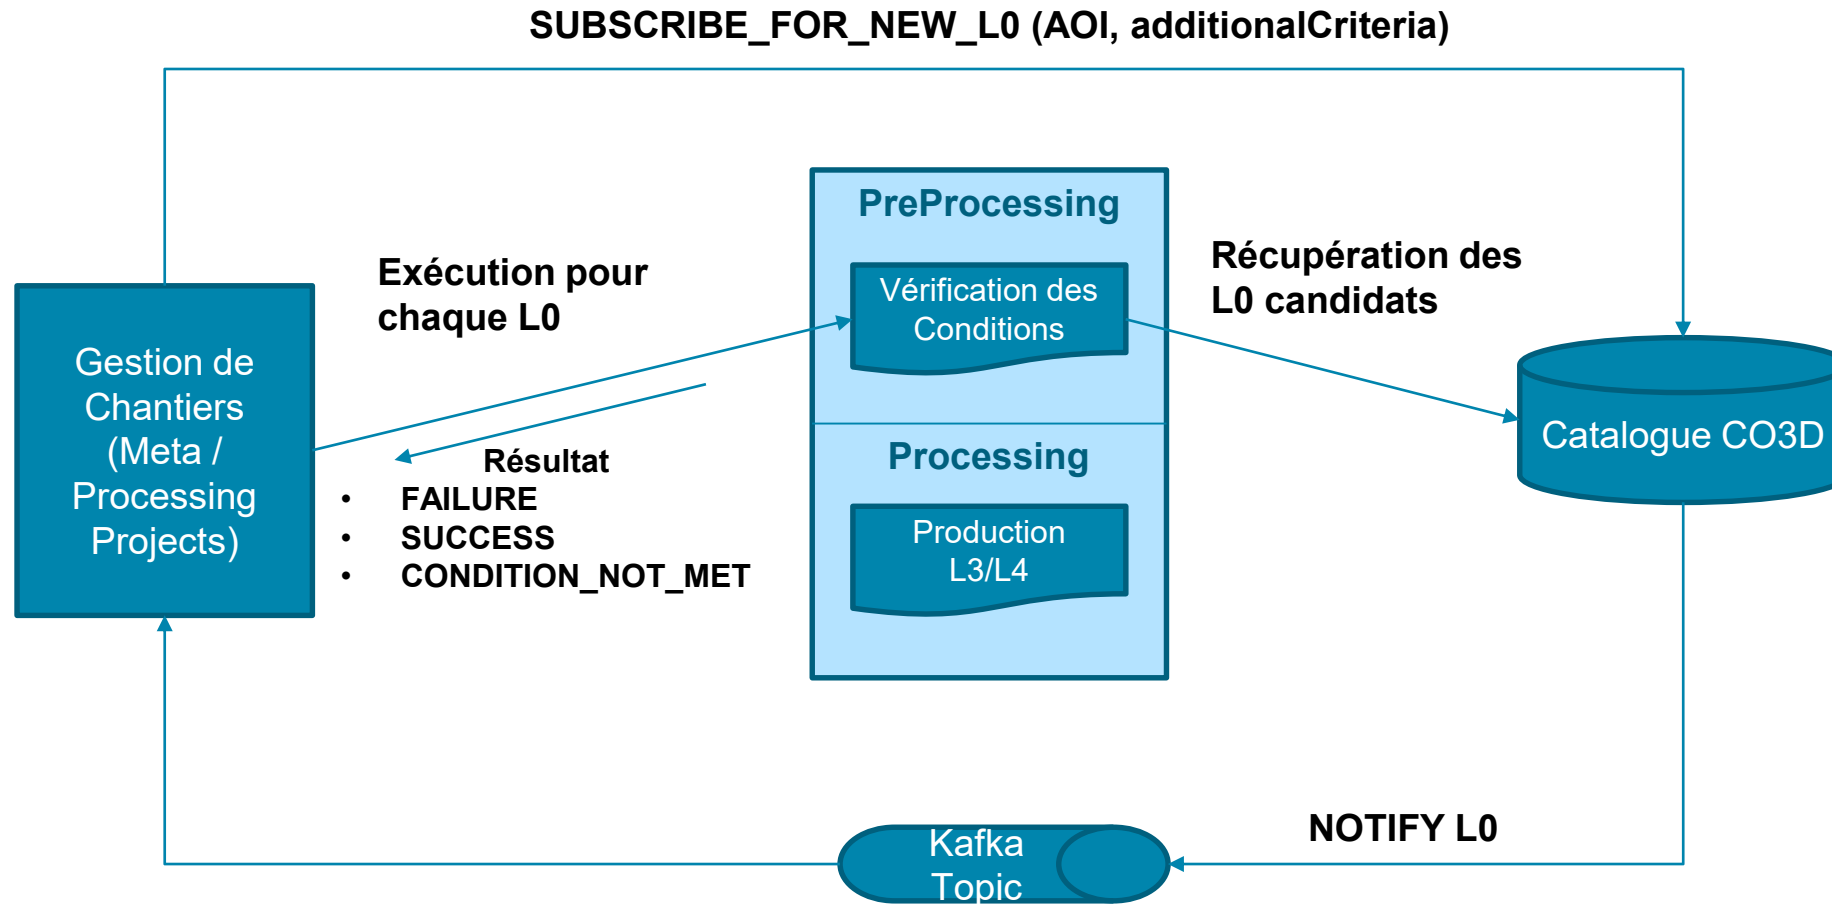 SUBSCRIBE_FOR_NEW_L0 (AOI, additionalCriteria)
PreProcessing
Exécution pour
chaque L0
Vérification des
Conditions
Récupération des
L0 candidats
Gestion de
Chantiers
(Meta /
Processing
Projects)
Catalogue CO3D
Résultat
• FAILURE
• SUCCESS
• CONDITION_NOT_MET
Processing
Production
L3/L4
NOTIFY L0
Kafka
Topic